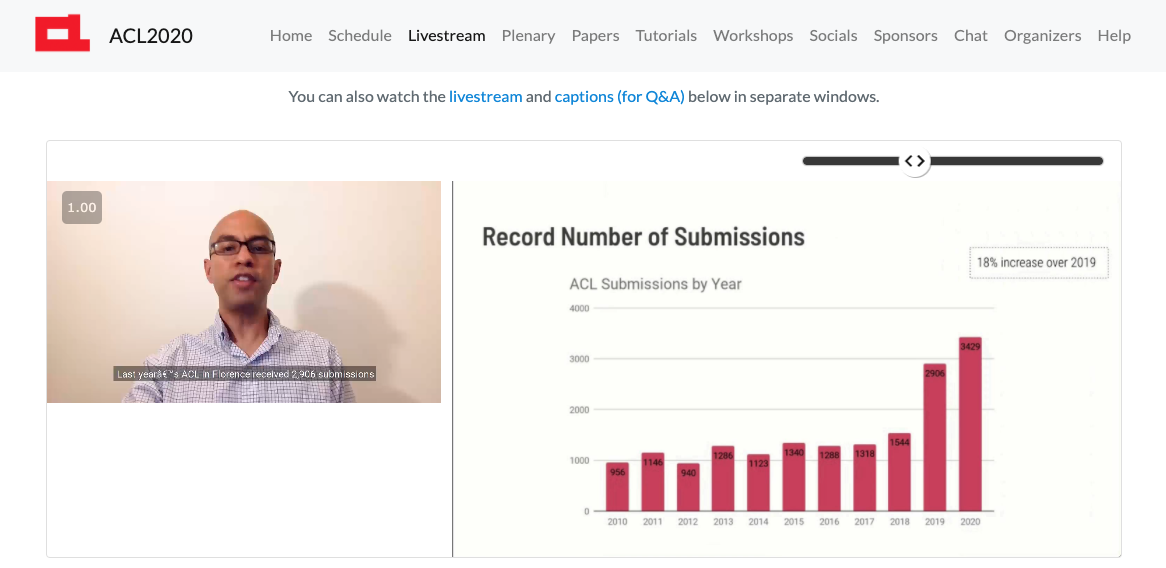 ACL2020
Home Schedule Livestream Plenary Papers Tutorials Workshops Socials Sponsors Chat Organizers Help
You can also watch the livestream and captions (for Q&A) below in separate windows.
1.00
Last yearâ€™s ACL in Florence received 2,906 submissions
Record Number of Submissions
18% increase over 2019
ACL Submissions by Year
4000
3000
2000
1000
0
956 1146 940 1286 1123 1340 1288 1318 1544 2906 3429
2010 2011 2012 2013 2014 2015 2016 2017 2018 2019 2020